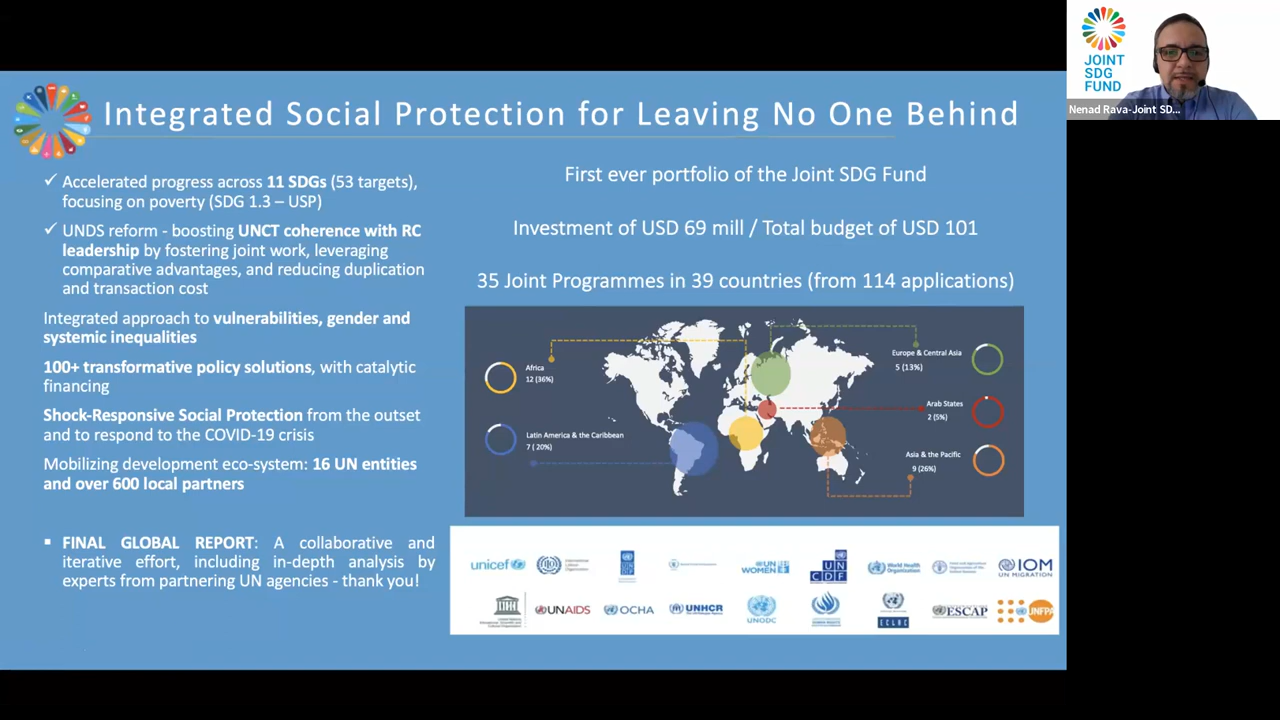 Integrated Social Protection for Leaving No One Behind
✓ Accelerated progress across 11 SDGs (53 targets),
focusing on poverty (SDG 1.3 – USP)
✓ UNDS reform - boosting UNCT coherence with RC
leadership by fostering joint work, leveraging
comparative advantages, and reducing duplication
and transaction cost
Integrated approach to vulnerabilities, gender and
systemic inequalities
100+ transformative policy solutions, with catalytic
financing
Shock-Responsive Social Protection from the outset
and to respond to the COVID-19 crisis
Mobilizing development eco-system: 16 UN entities
and over 600 local partners
▪ FINAL GLOBAL REPORT: A collaborative and
iterative effort, including in-depth analysis by
experts from partnering UN agencies - thank you!
First ever portfolio of the Joint SDG Fund
Investment of USD 69 mill / Total budget of USD 101
35 Joint Programmes in 39 countries (from 114 applications)
Africa
12 (36%)
Latin America & the Caribbean
7 ( 20%)
Europe & Central Asia
5 (13%)
Arab States
2 (5%)
Asia & the Pacific
9 (26%)
unicef
UN
WOMEN
UN
CDF
World Health
Organization
IOM
UN MIGRATION
UNAIDS
OCHA
UNHCR
UNODC
ECLAC
ESCAP
UNFPA
JOINT
SDG
FUND
Nenad Rava-Joint SD...